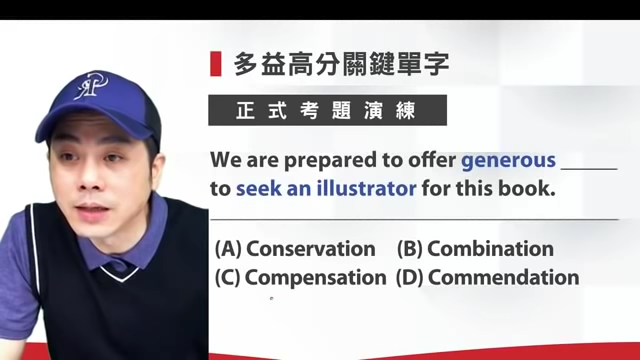 多益高分關鍵單字
正式考題演練
We are prepared to offer generous _____
to seek an illustrator for this book.
(A) Conservation (B) Combination
(C) Compensation (D) Commendation